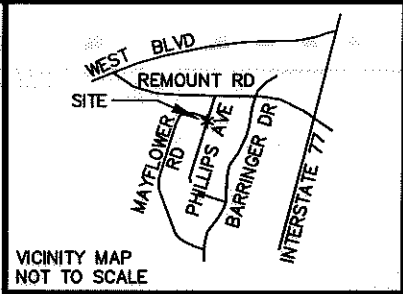 WEST BLVD
REMOUNT RD
SITE
MAYFLOWER RD
PHILLIPS AVE
BARRINGER DR
INTERSTATE 77
VICINITY MAP
NOT TO SCALE